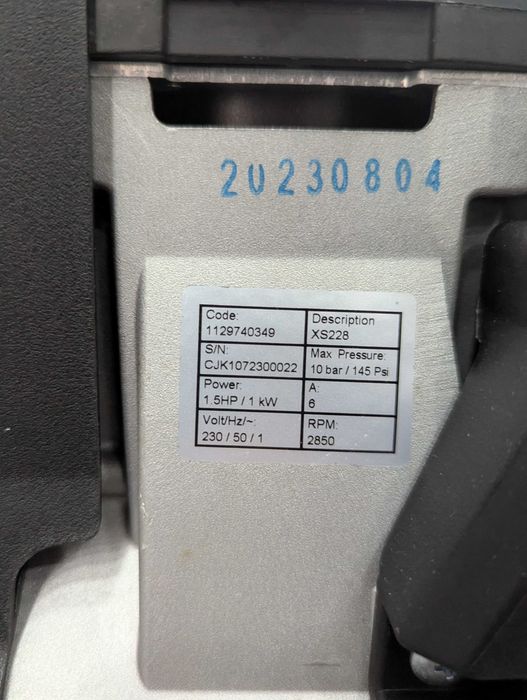 20230804
Code: Description
1129740349 XS228
S/N: Max Pressure:
CJK1072300022 10 bar / 145 Psi
Power: A:
1.5HP / 1 kW 6
Volt/Hz/~: RPM:
230 / 50 / 1 2850